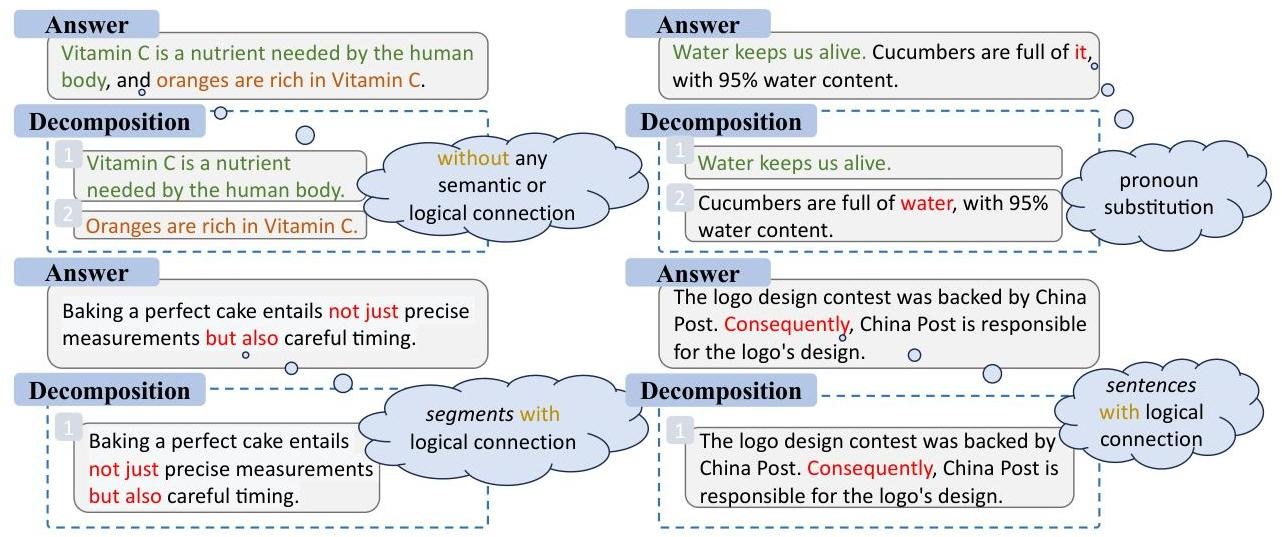 Answer
Vitamin C is a nutrient needed by the human
body, and oranges are rich in Vitamin C.
Decomposition
1
Vitamin C is a nutrient
needed by the human body.
2
Oranges are rich in Vitamin C.
without any
semantic or
logical connection
Answer
Water keeps us alive. Cucumbers are full of it,
with 95% water content.
Decomposition
1
Water keeps us alive.
2
Cucumbers are full of water, with 95%
water content.
pronoun
substitution
Answer
Baking a perfect cake entails not just precise
measurements but also careful timing.
Decomposition
1
Baking a perfect cake entails
not just precise measurements
but also careful timing.
segments with
logical connection
Answer
The logo design contest was backed by China
Post. Consequently, China Post is responsible
for the logo's design.
Decomposition
1
The logo design contest was backed by
China Post. Consequently, China Post is
responsible for the logo's design.
sentences
with logical
connection